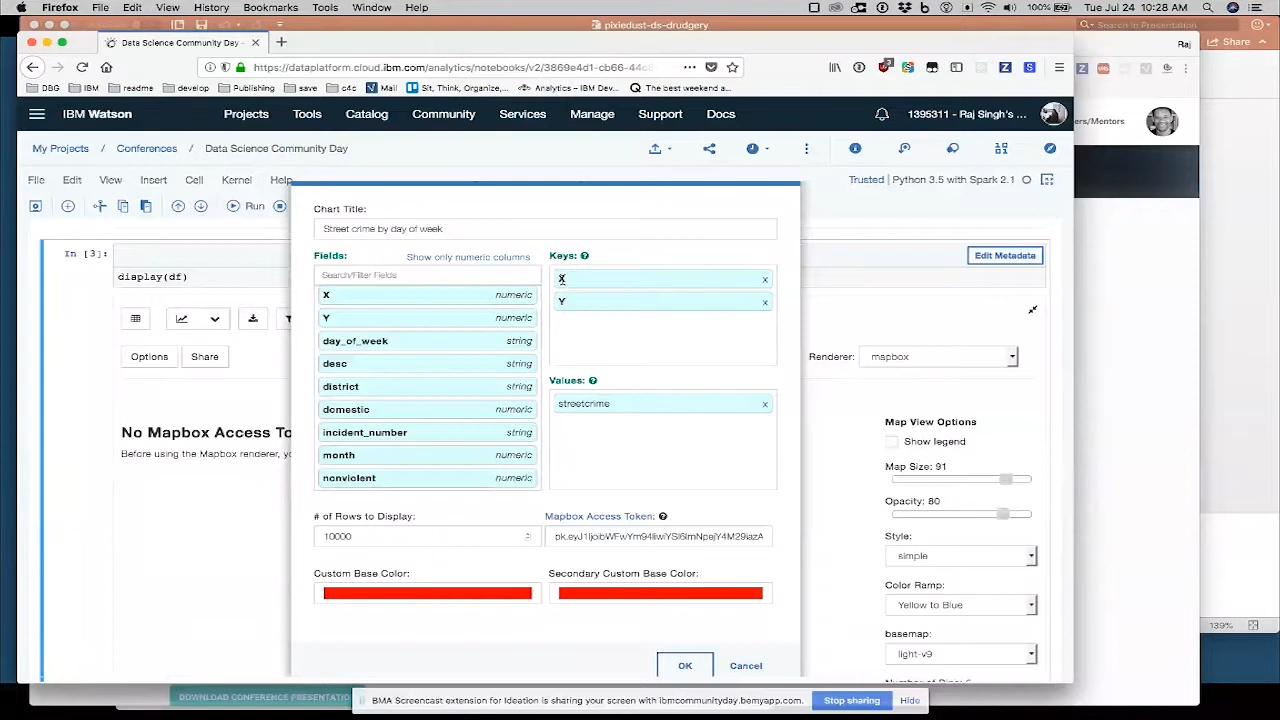 Firefox File Edit View History Bookmarks Tools Window Help
100% Tue Jul 24 10:28 AM
pixiedust-ds-drudgery
Search in Presentation
Data Science Community Day -
Raj
Share
https://dataplatform.cloud.ibm.com/analytics/notebooks/v2/3869e4d1-cb66-44c8
DBG IBM readme develop Publishing save c4c Mail Sit, Think, Organize,... Analytics – IBM Dev... The best weekend a...
IBM Watson Projects Tools Catalog Community Services Manage Support Docs 1395311 - Raj Singh's ...
ers/Mentors
My Projects / Conferences / Data Science Community Day
File Edit View Insert Cell Kernel Help
Trusted | Python 3.5 with Spark 2.1
Run
Chart Title:
Street crime by day of week
In [3]:
Edit Metadata
Fields: Show only numeric columns
Keys:
display(df)
Search/Filter Fields
X
X numeric
Y
Y numeric
day_of_week string
Options Share
Renderer: mapbox
desc string
Values:
district string
streetcrime
domestic numeric
No Mapbox Access To
Before using the Mapbox renderer, yo
incident_number string
month numeric
nonviolent numeric
Map View Options
Show legend
Map Size: 91
Opacity: 80
# of Rows to Display:
10000
Mapbox Access Token:
Style:
simple
Custom Base Color:
Secondary Custom Base Color:
Color Ramp:
Yellow to Blue
basemap:
light-v9
139%
OK Cancel
DOWNLOAD CONFERENCE PRESENTATIO
BMA Screencast extension for Ideation is sharing your screen with ibmcommunityday.bemyapp.com.
Stop sharing Hide